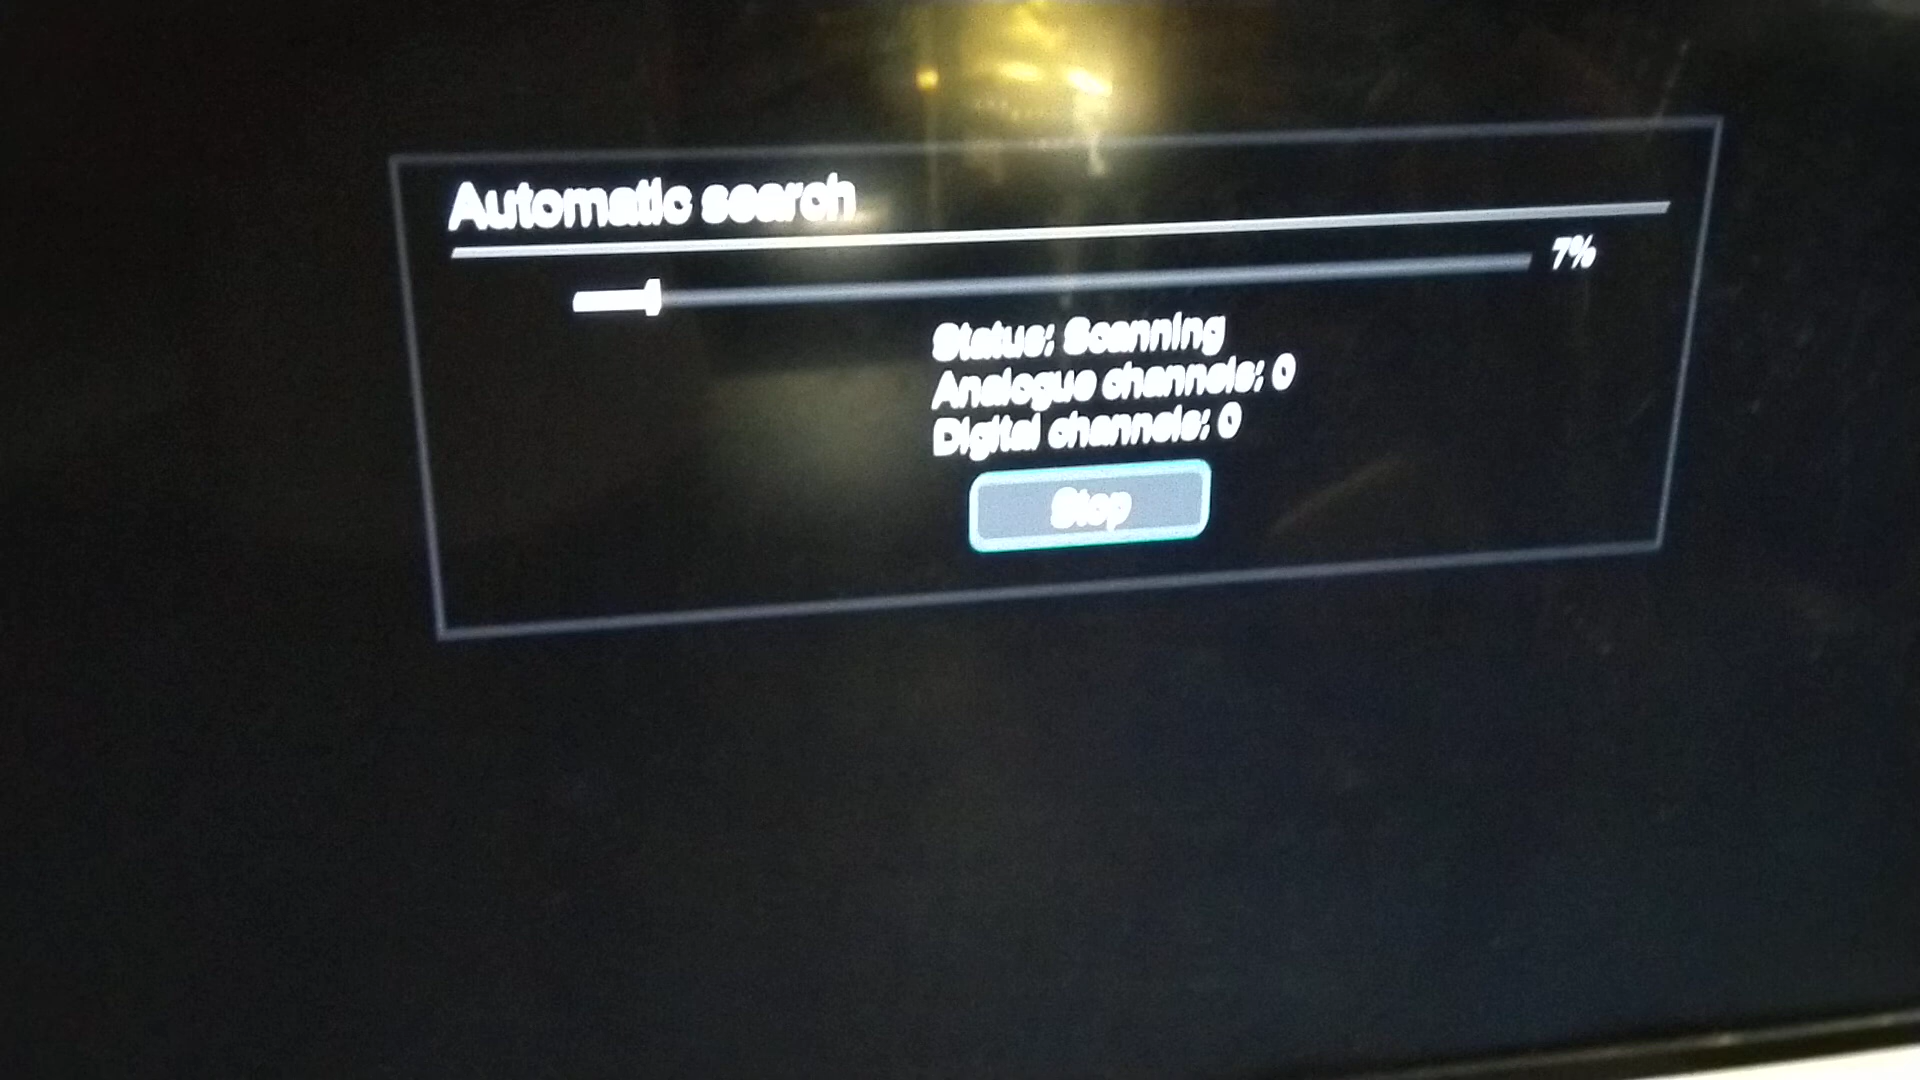 Automatic search
7%
Status: Scanning
Analogue channels: 0
Digital channels: 0
Stop